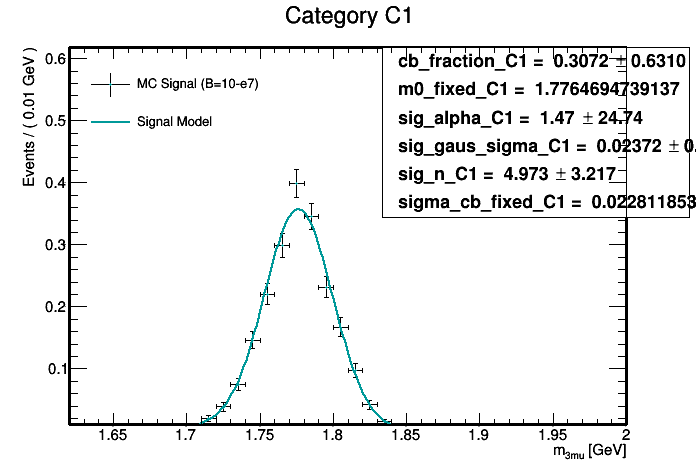 Category C1
Events / ( 0.01 GeV )
0.6
0.5
0.4
0.3
0.2
0.1
MC Signal (B=10-e7)
Signal Model
cb_fraction_C1 = 0.3072 ± 0.6310
m0_fixed_C1 = 1.7764694739137
sig_alpha_C1 = 1.47 ± 24.74
sig_gaus_sigma_C1 = 0.02372 ± 0.
sig_n_C1 = 4.973 ± 3.217
sigma_cb_fixed_C1 = 0.022811853
1.65 1.7 1.75 1.8 1.85 1.9 1.95 2
m3mu [GeV]